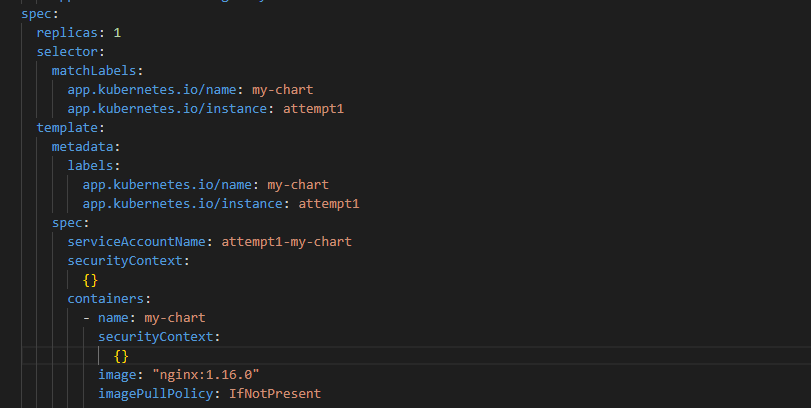 spec:
  replicas: 1
  selector:
    matchLabels:
      app.kubernetes.io/name: my-chart
      app.kubernetes.io/instance: attempt1
  template:
    metadata:
      labels:
        app.kubernetes.io/name: my-chart
        app.kubernetes.io/instance: attempt1
    spec:
      serviceAccountName: attempt1-my-chart
      securityContext:
        {}
      containers:
        - name: my-chart
          securityContext:
            {}
          image: "nginx:1.16.0"
          imagePullPolicy: IfNotPresent